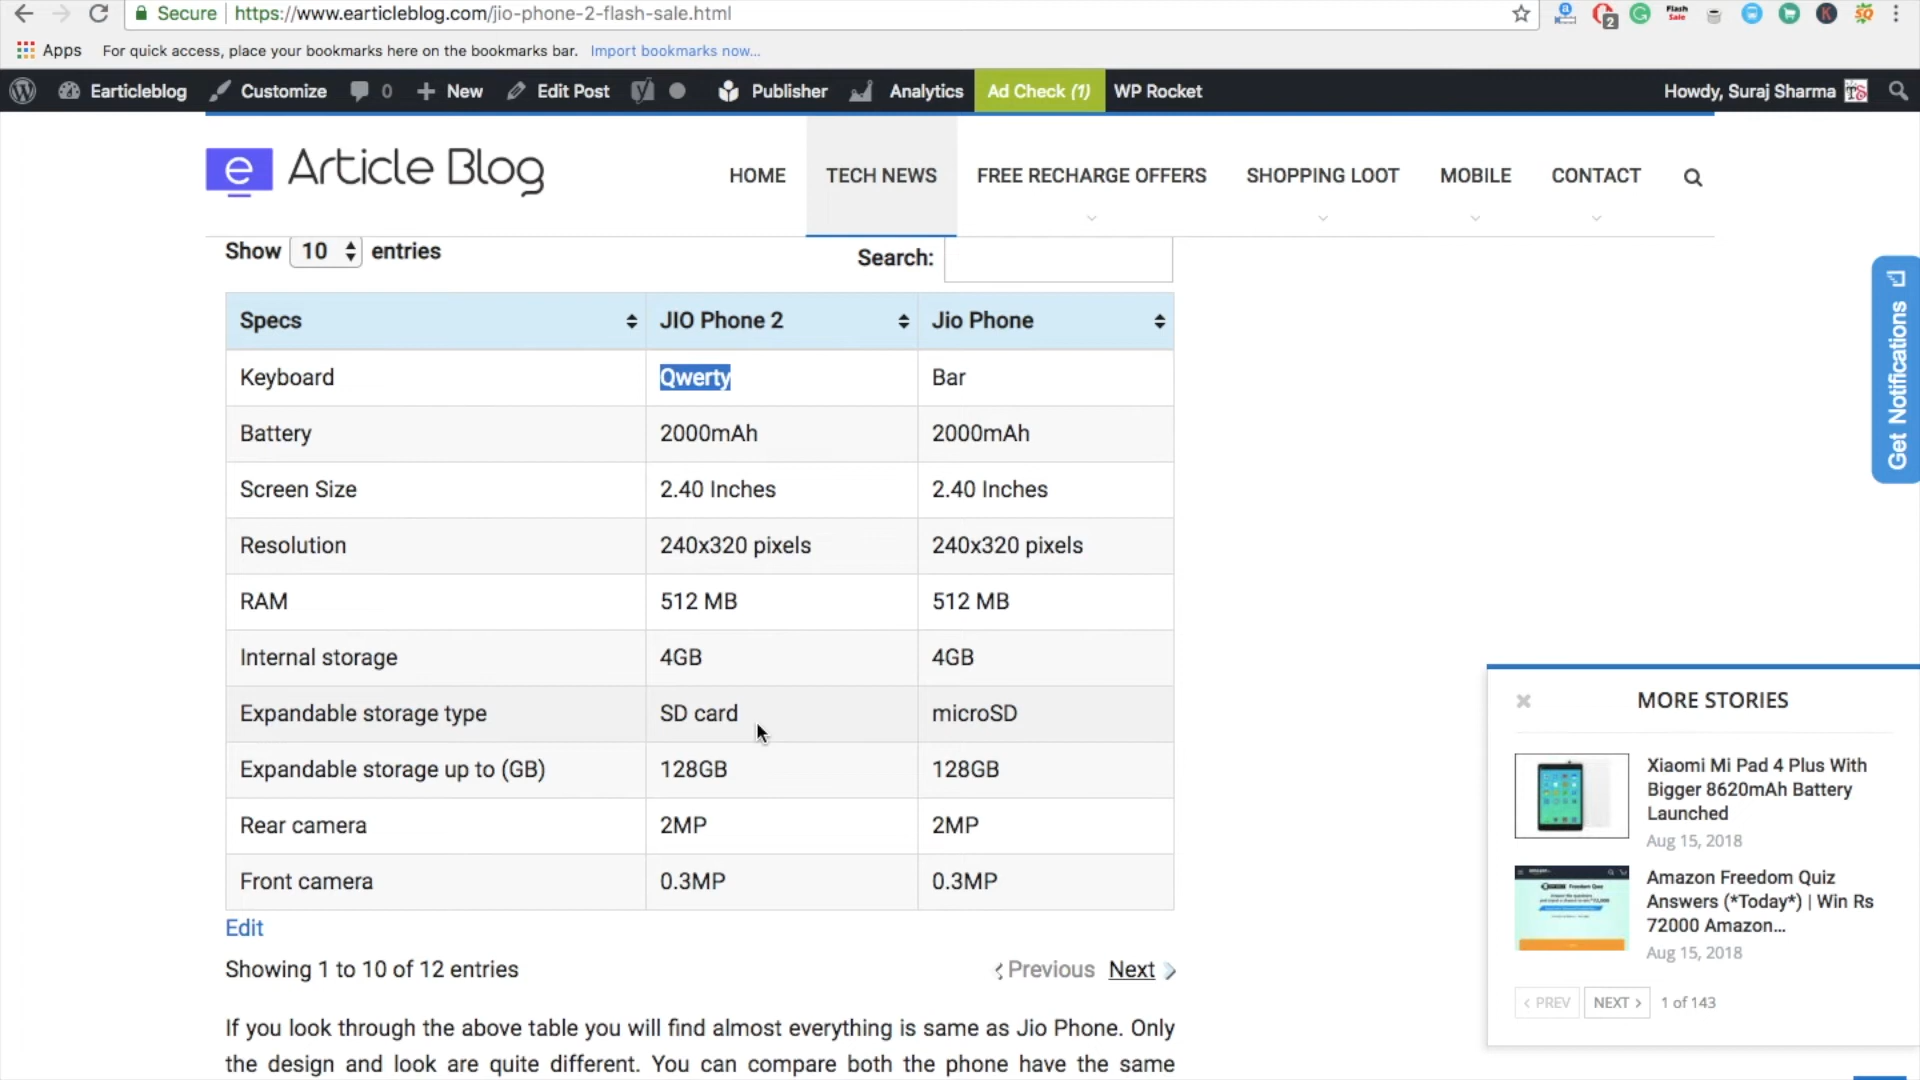 Secure https://www.earticleblog.com/jio-phone-2-flash-sale.html
2 Flash Sale K SQ
Apps For quick access, place your bookmarks here on the bookmarks bar. Import bookmarks now...
Earticleblog Customize 0 New Edit Post Publisher Analytics Ad Check (1) WP Rocket Howdy, Suraj Sharma
e Article Blog HOME TECH NEWS FREE RECHARGE OFFERS SHOPPING LOOT MOBILE CONTACT
Show 10 entries Search:
Specs JIO Phone 2 Jio Phone
Keyboard Qwerty Bar
Battery 2000mAh 2000mAh
Screen Size 2.40 Inches 2.40 Inches
Resolution 240x320 pixels 240x320 pixels
RAM 512 MB 512 MB
Internal storage 4GB 4GB
Expandable storage type SD card microSD
Expandable storage up to (GB) 128GB 128GB
Rear camera 2MP 2MP
Front camera 0.3MP 0.3MP
Edit
Showing 1 to 10 of 12 entries Previous Next
If you look through the above table you will find almost everything is same as Jio Phone. Only
the design and look are quite different. You can compare both the phone have the same
Get Notifications
MORE STORIES
Xiaomi Mi Pad 4 Plus With
Bigger 8620mAh Battery
Launched
Aug 15, 2018
Amazon Freedom Quiz
Answers (*Today*) | Win Rs
72000 Amazon...
Aug 15, 2018
PREV NEXT 1 of 143